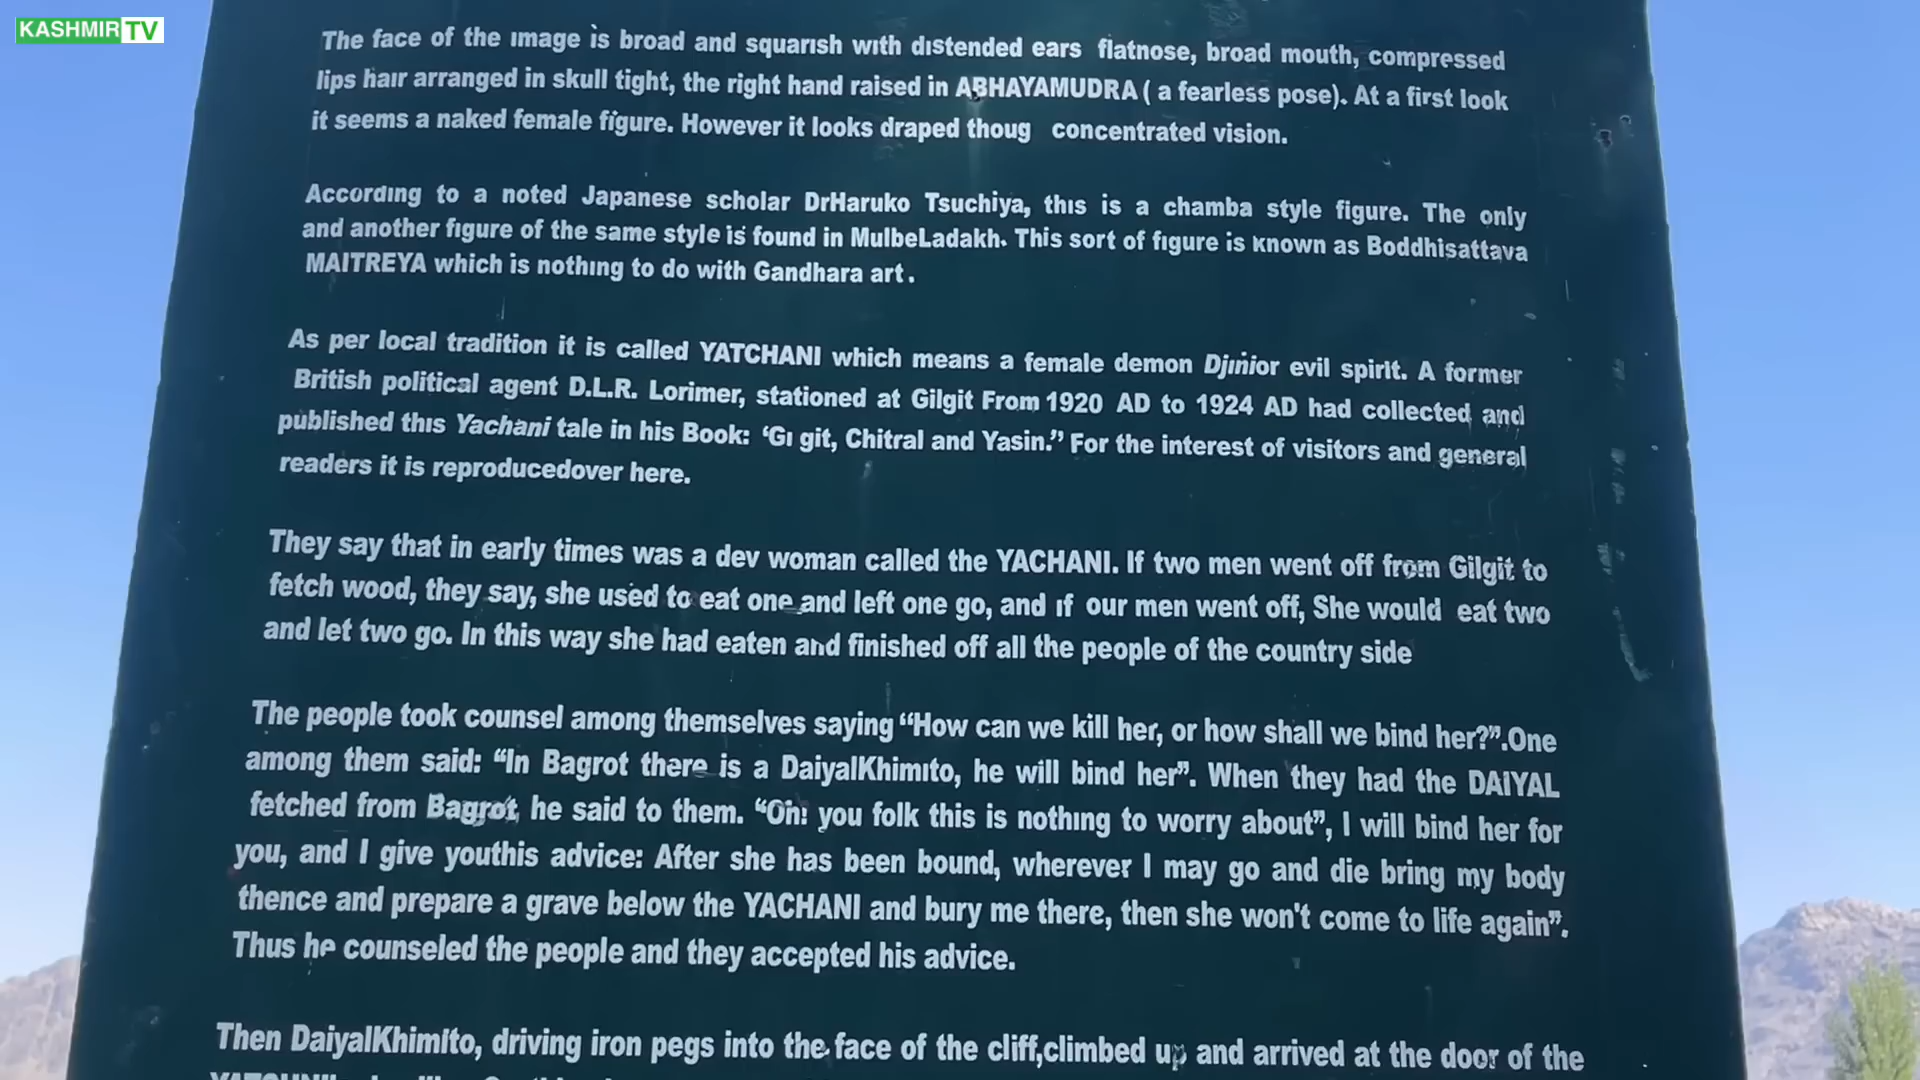 KASHMIR TV
The face of the image is broad and squarish with distended ears flatnose, broad mouth, compressed
lips hair arranged in skull tight, the right hand raised in ABHAYAMUDRA ( a fearless pose). At a first look
it seems a naked female figure. However it looks draped thoug concentrated vision.
According to a noted Japanese scholar DrHaruko Tsuchiya, this is a chamba style figure. The only
and another figure of the same style is found in MulbeLadakh. This sort of figure is known as Boddhisattava
MAITREYA which is nothing to do with Gandhara art.
As per local tradition it is called YATCHANI which means a female demon Djinior evil spirit. A former
British political agent D.L.R. Lorimer, stationed at Gilgit From 1920 AD to 1924 AD had collected and
published this Yachani tale in his Book: ‘Gi git, Chitral and Yasin.” For the interest of visitors and general
readers it is reproducedover here.
They say that in early times was a dev woman called the YACHANI. If two men went off from Gilgit to
fetch wood, they say, she used to eat one and left one go, and if our men went off, She would eat two
and let two go. In this way she had eaten and finished off all the people of the country side
The people took counsel among themselves saying “How can we kill her, or how shall we bind her?”.One
among them said: “In Bagrot there is a DaiyalKhimito, he will bind her”. When they had the DAIYAL
fetched from Bagrot, he said to them. “Oh! you folk this is nothing to worry about”, I will bind her for
you, and I give youthis advice: After she has been bound, wherever I may go and die bring my body
thence and prepare a grave below the YACHANI and bury me there, then she won't come to life again”.
Thus he counseled the people and they accepted his advice.
Then DaiyalKhimIto, driving iron pegs into the face of the cliff,climbed up and arrived at the door of the